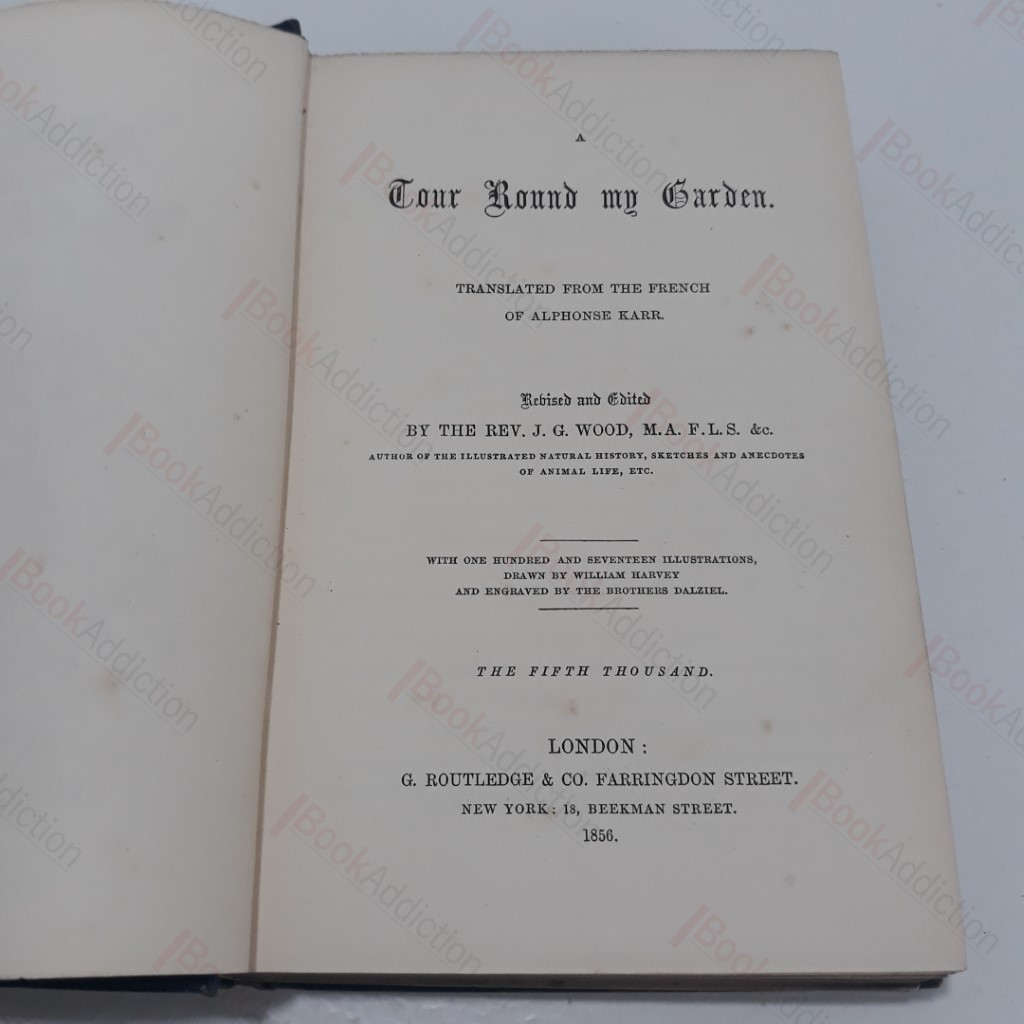 A
Tour Round my Garden.
TRANSLATED FROM THE FRENCH
OF ALPHONSE KARR.
Revised and Edited
BY THE REV. J. G. WOOD, M.A. F.L.S. &c.
AUTHOR OF THE ILLUSTRATED NATURAL HISTORY, SKETCHES AND ANECDOTES
OF ANIMAL LIFE, ETC.
WITH ONE HUNDRED AND SEVENTEEN ILLUSTRATIONS,
DRAWN BY WILLIAM HARVEY
AND ENGRAVED BY THE BROTHERS DALZIEL.
THE FIFTH THOUSAND.
LONDON:
G. ROUTLEDGE & CO. FARRINGDON STREET.
NEW YORK: 18, BEEKMAN STREET.
1856.
BookAddiction